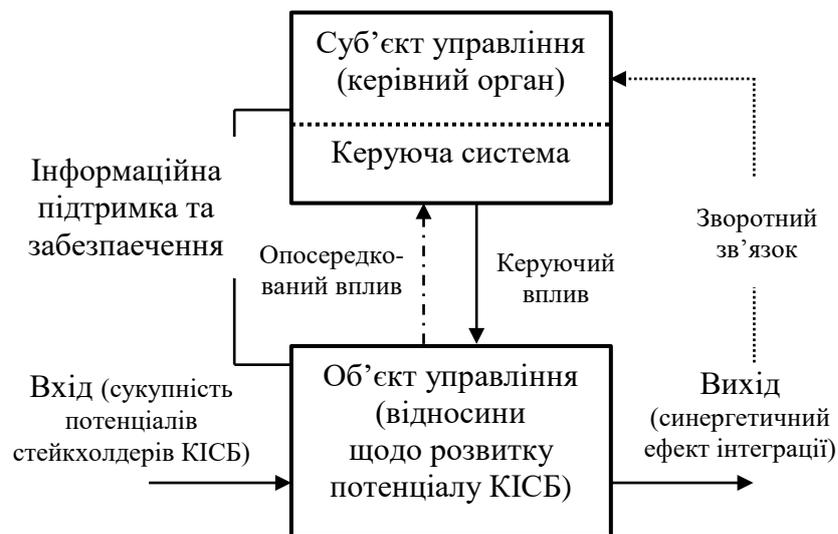 Суб’єкт управління
(керівний орган)
Керуюча система
Інформаційна
підтримка та
забезпаечення
Опосередко-
ваний вплив
Керуючий
вплив
Зворотний
зв’язок
Вхід (сукупність
потенціалів
стейкхолдерів КІСБ)
Об’єкт управління
(відносини
щодо розвитку
потенціалу КІСБ)
Вихід
(синергетичний
ефект інтеграції)